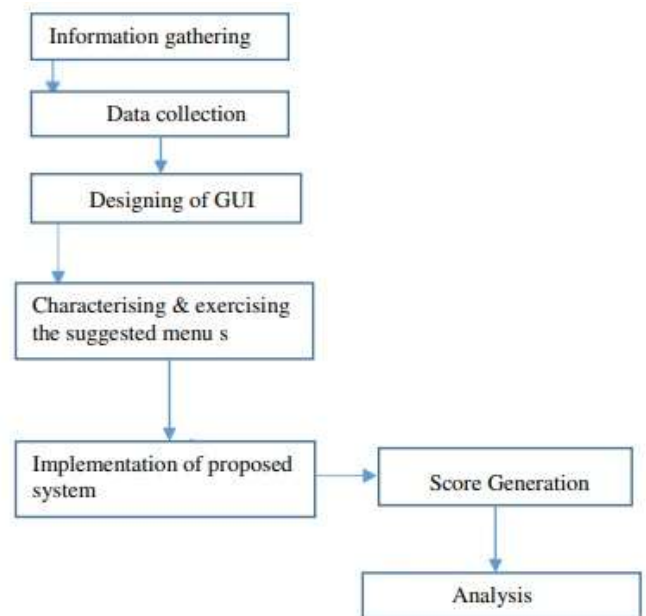 Information gathering
Data collection
Designing of GUI
Characterising & exercising
the suggested menu s
Implementation of proposed
system
Score Generation
Analysis